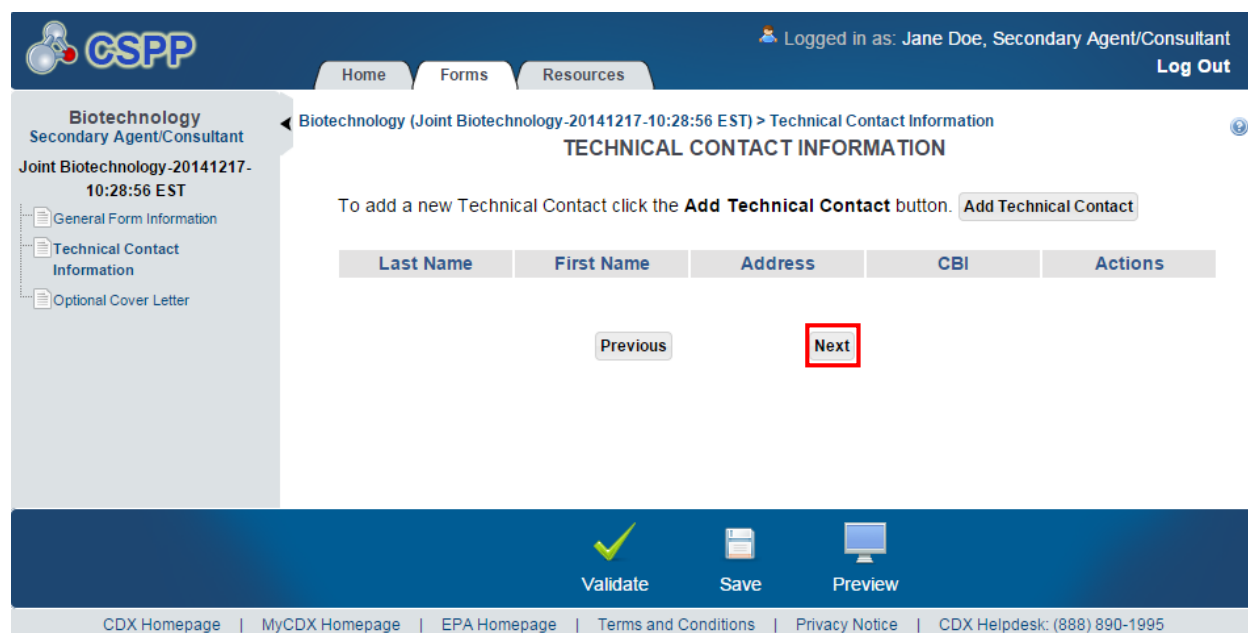 CSPP
Logged in as: Jane Doe, Secondary Agent/Consultant
Log Out
Home Forms Resources
Biotechnology
Secondary Agent/Consultant
Joint Biotechnology-20141217-
10:28:56 EST
General Form Information
Technical Contact
Information
Optional Cover Letter
Biotechnology (Joint Biotechnology-20141217-10:28:56 EST) > Technical Contact Information
TECHNICAL CONTACT INFORMATION
To add a new Technical Contact click the Add Technical Contact button. Add Technical Contact
Last Name First Name Address CBI Actions
Previous Next
Validate Save Preview
CDX Homepage | MyCDX Homepage | EPA Homepage | Terms and Conditions | Privacy Notice | CDX Helpdesk: (888) 890-1995